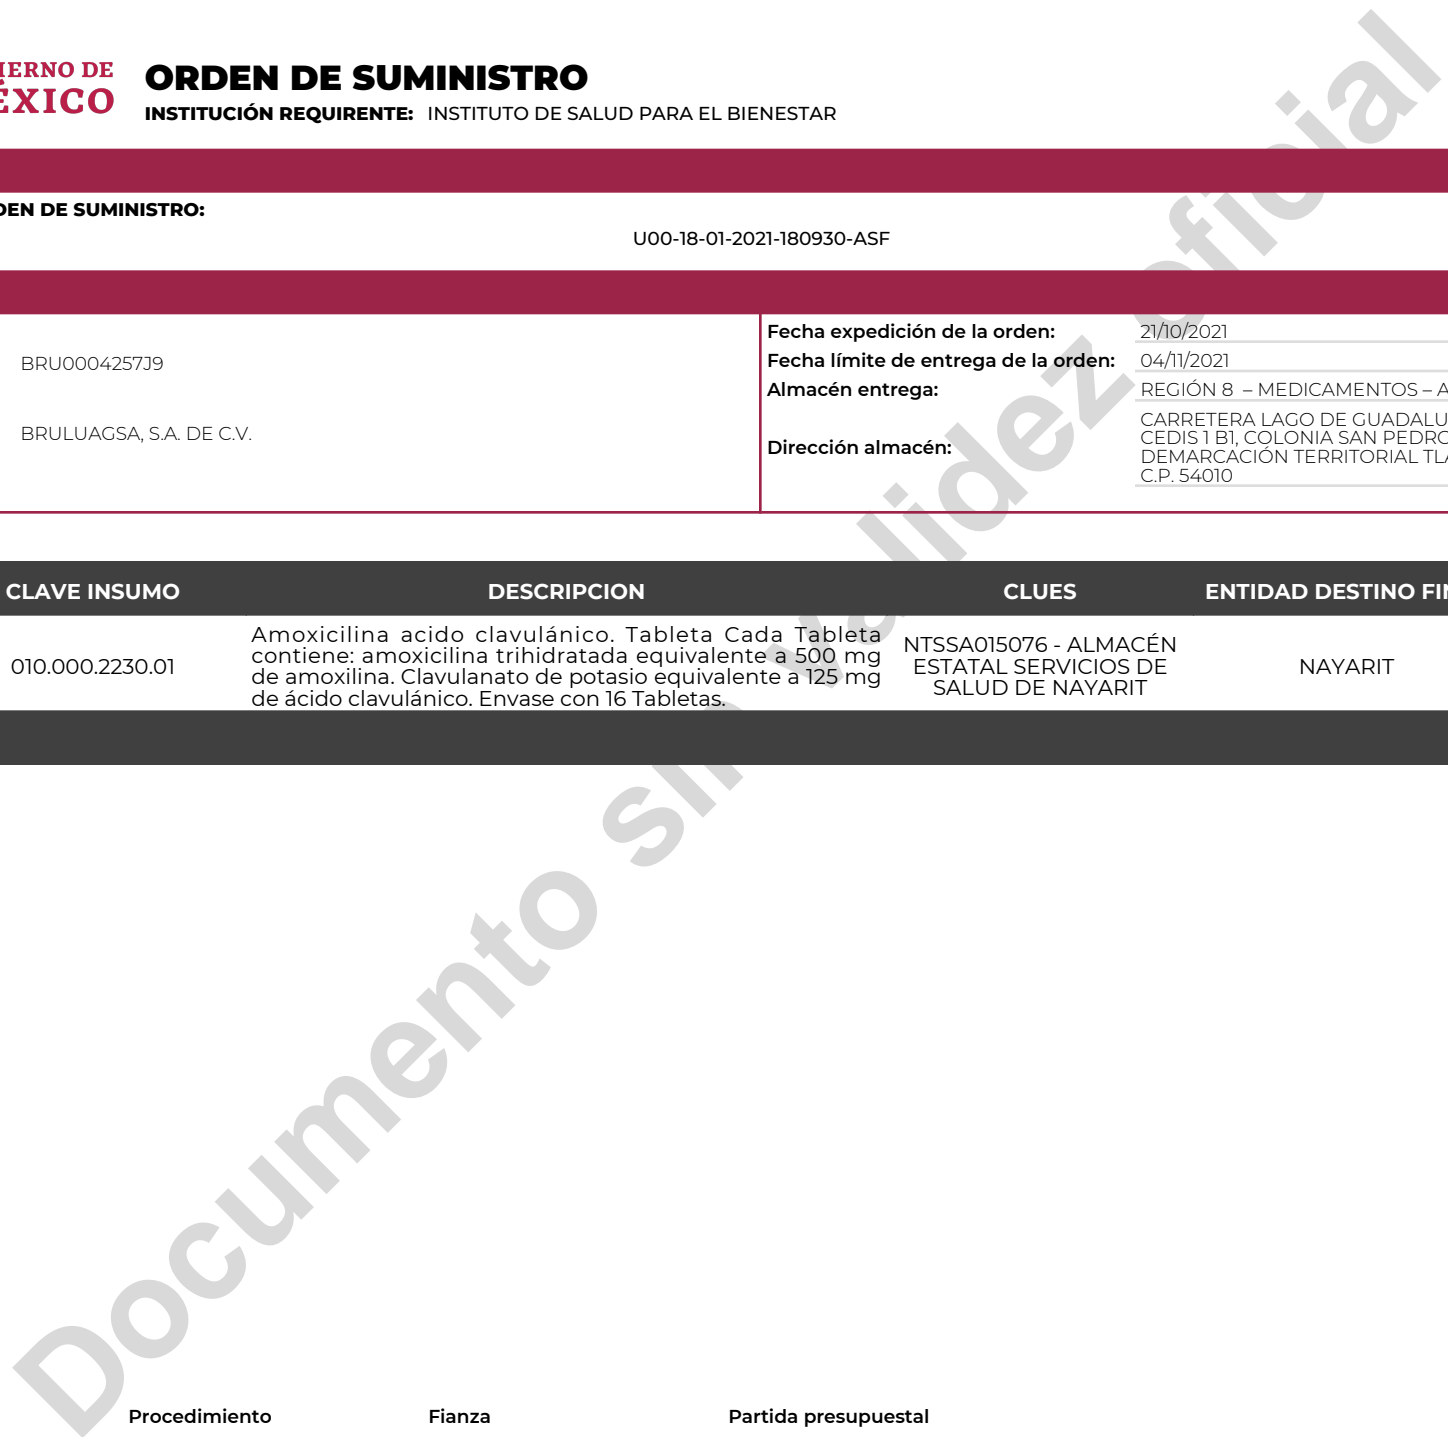 IERNO DE
ÉXICO
ORDEN DE SUMINISTRO
INSTITUCIÓN REQUIRENTE: INSTITUTO DE SALUD PARA EL BIENESTAR
DEN DE SUMINISTRO:
U00-18-01-2021-180930-ASF
BRU0004257J9
BRULUAGSA, S.A. DE C.V.
Fecha expedición de la orden: 21/10/2021
Fecha límite de entrega de la orden: 04/11/2021
Almacén entrega: REGIÓN 8 – MEDICAMENTOS – A
Dirección almacén:
CARRETERA LAGO DE GUADALU
CEDIS 1 B1, COLONIA SAN PEDRO
DEMARCACIÓN TERRITORIAL TLA
C.P. 54010
CLAVE INSUMO DESCRIPCION CLUES ENTIDAD DESTINO FIN
010.000.2230.01
Amoxicilina acido clavulánico. Tableta Cada Tableta
contiene: amoxicilina trihidratada equivalente a 500 mg
de amoxilina. Clavulanato de potasio equivalente a 125 mg
de ácido clavulánico. Envase con 16 Tabletas.
NTSSA015076 - ALMACÉN
ESTATAL SERVICIOS DE
SALUD DE NAYARIT
NAYARIT
Documento sin validez oficial
Procedimiento Fianza Partida presupuestal